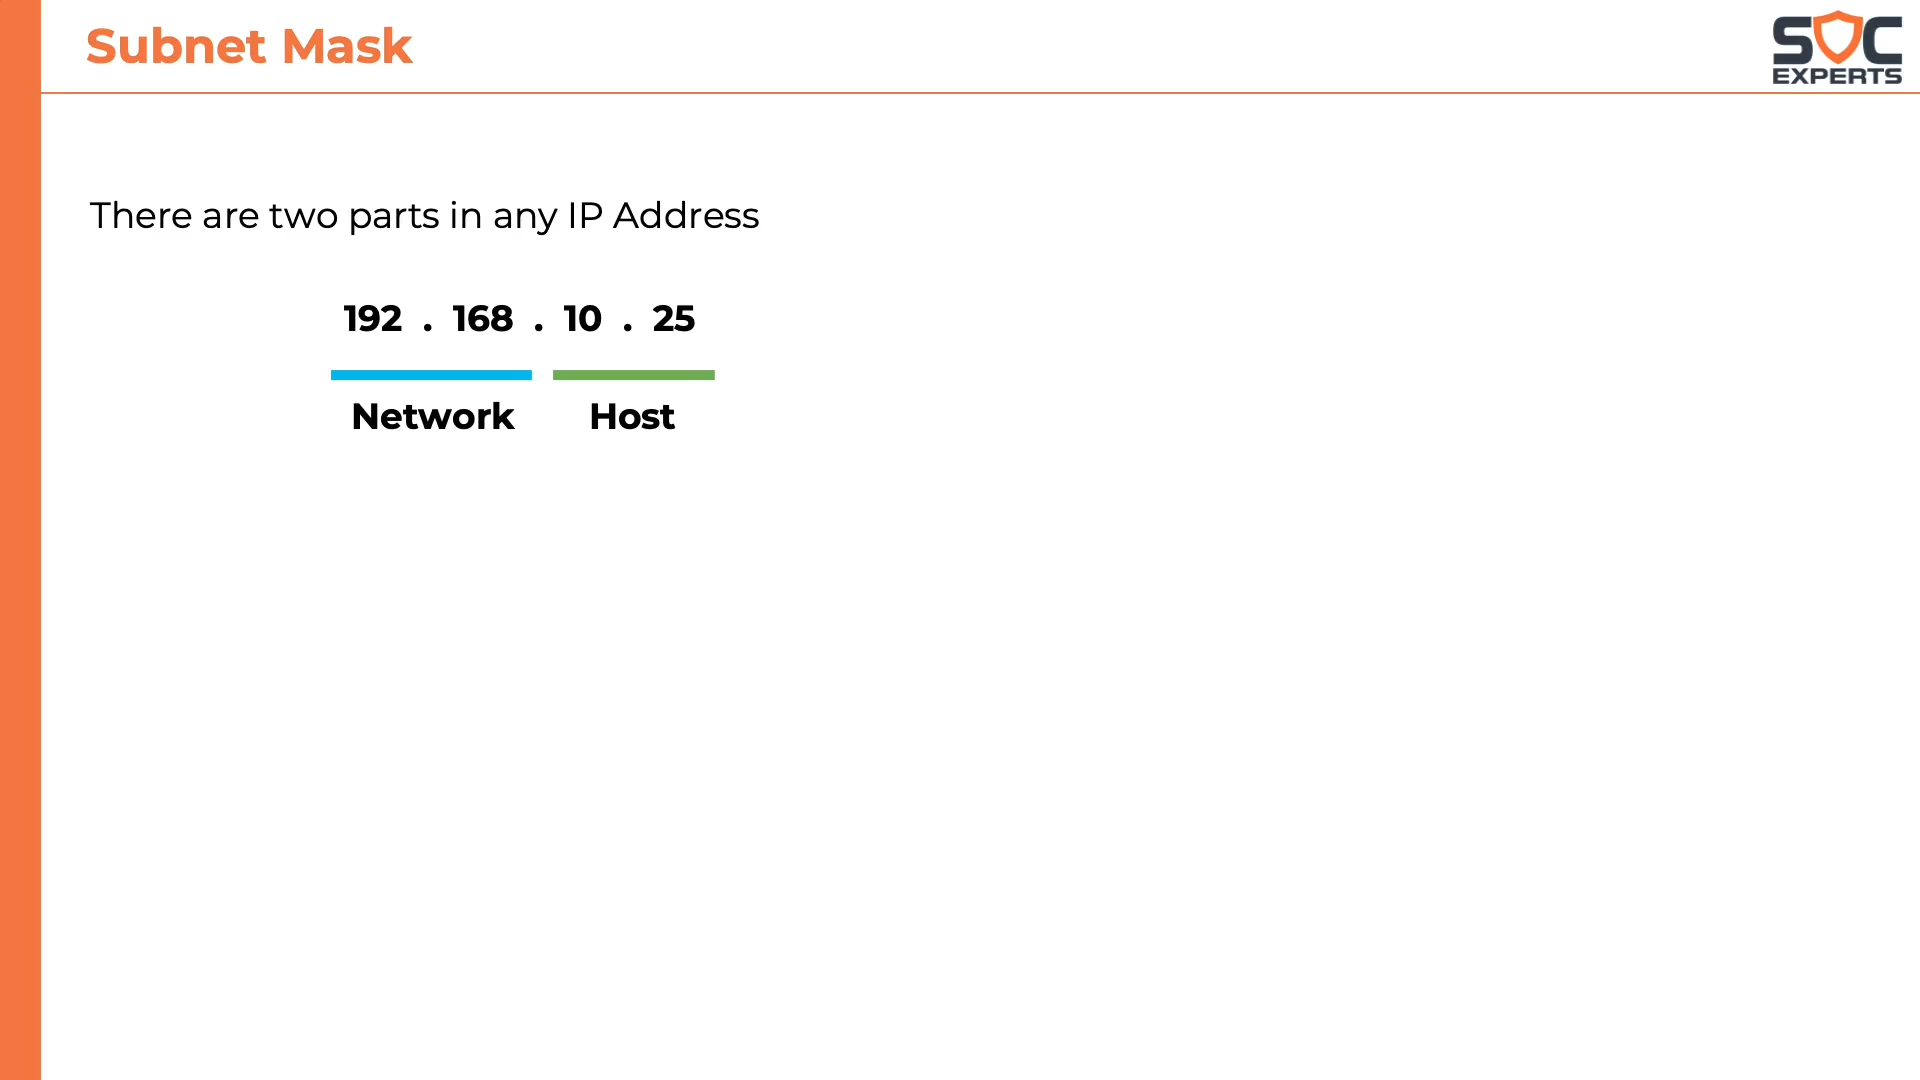 Subnet Mask
SOC
EXPERTS
There are two parts in any IP Address
192 . 168 . 10 . 25
Network Host